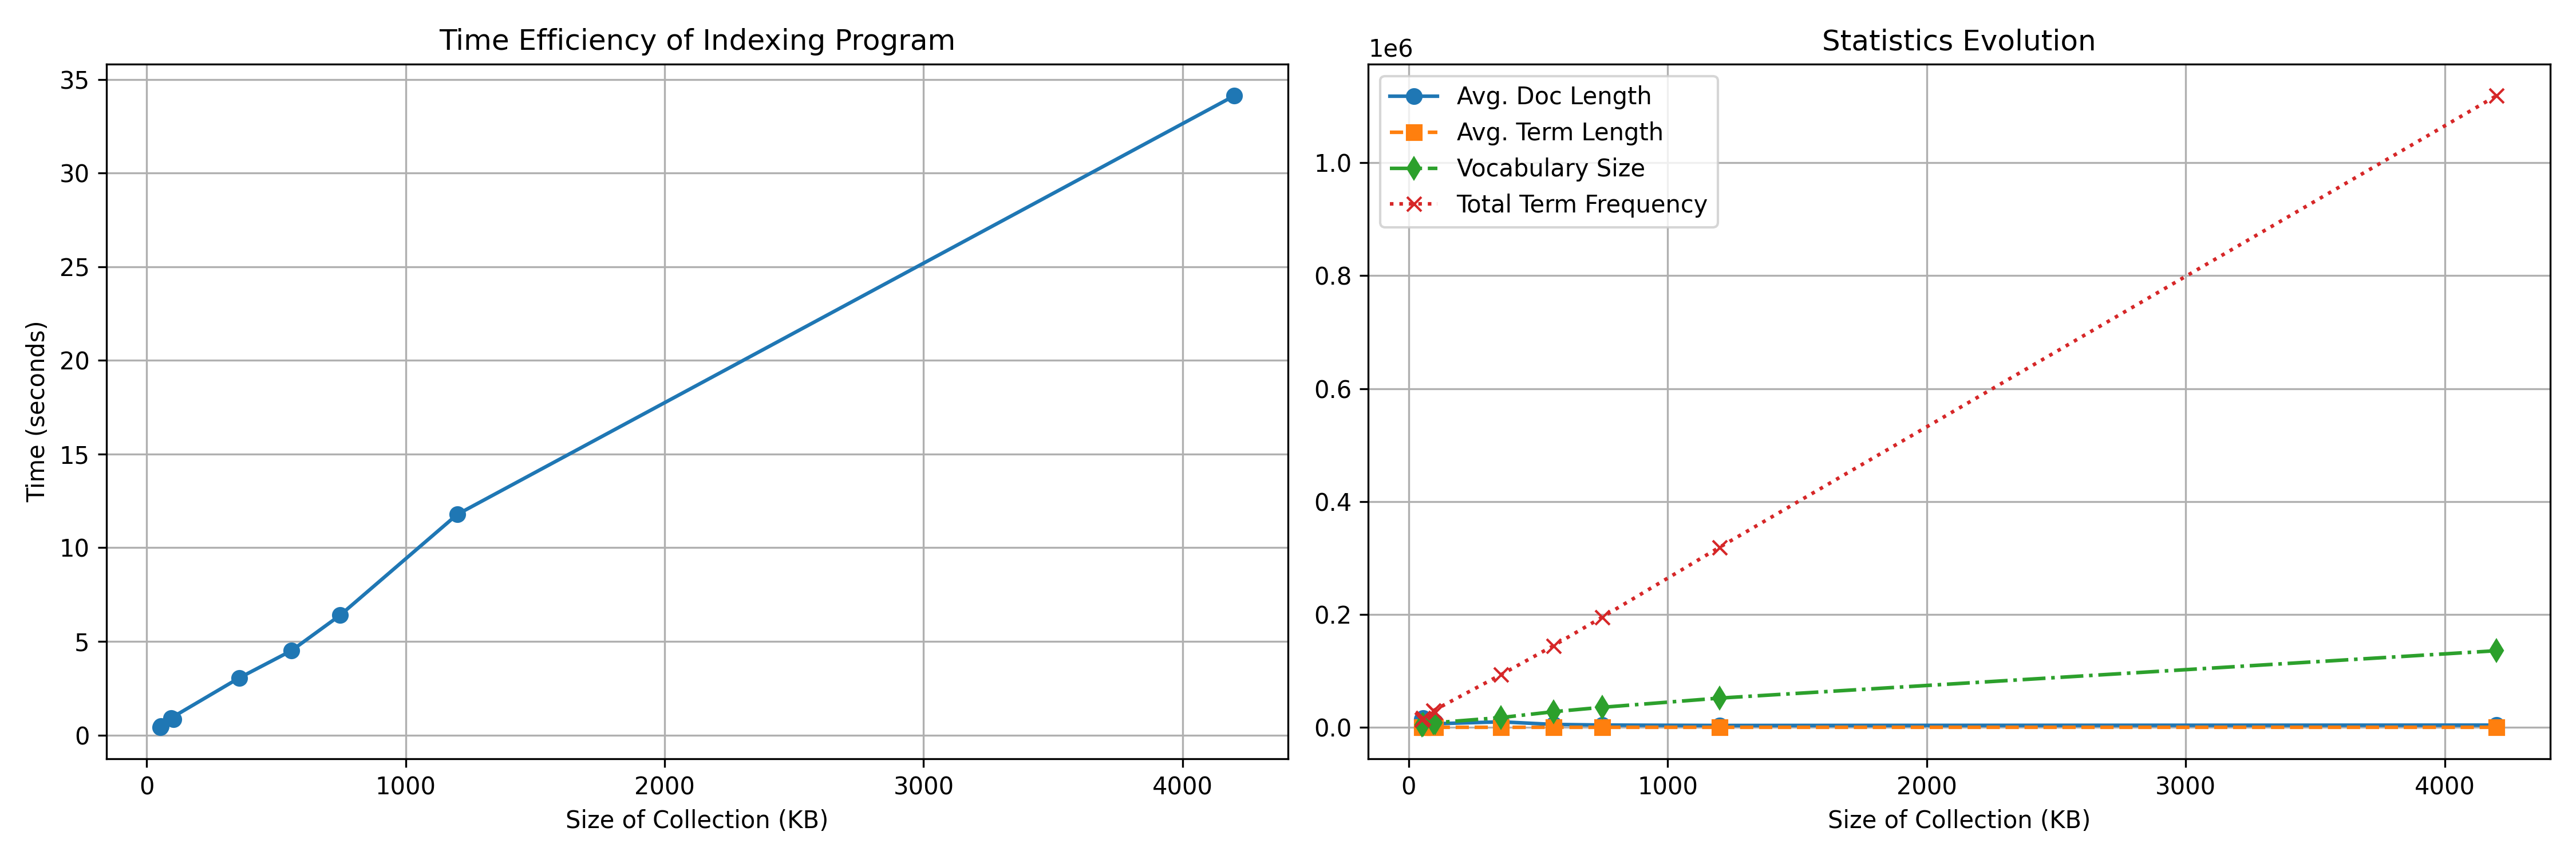 Time Efficiency of Indexing Program
35
30
25
20
15
10
5
0
Time (seconds)
0 1000 2000 3000 4000
Size of Collection (KB)
Statistics Evolution
1e6
Avg. Doc Length
Avg. Term Length
Vocabulary Size
Total Term Frequency
1.0
0.8
0.6
0.4
0.2
0.0
0 1000 2000 3000 4000
Size of Collection (KB)